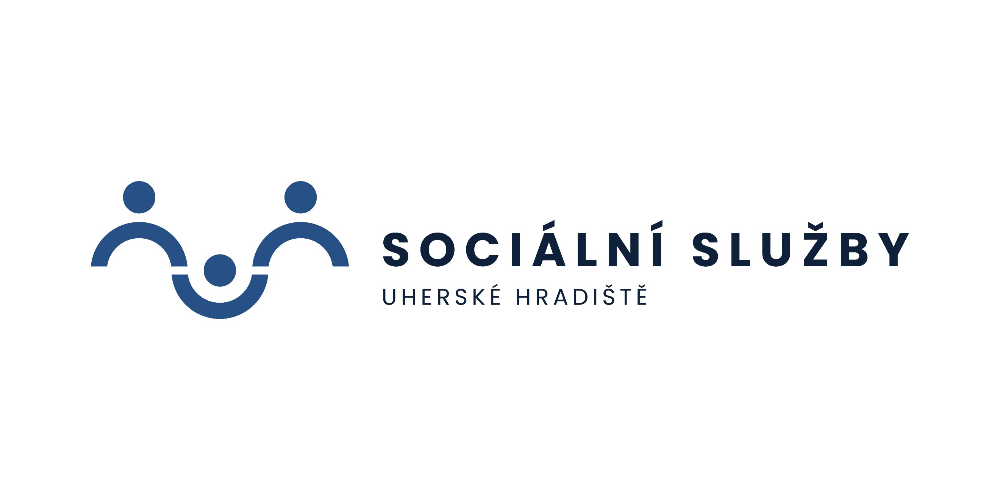 SOCIÁLNÍ SLUŽBY
UHERSKÉ HRADIŠTĚ